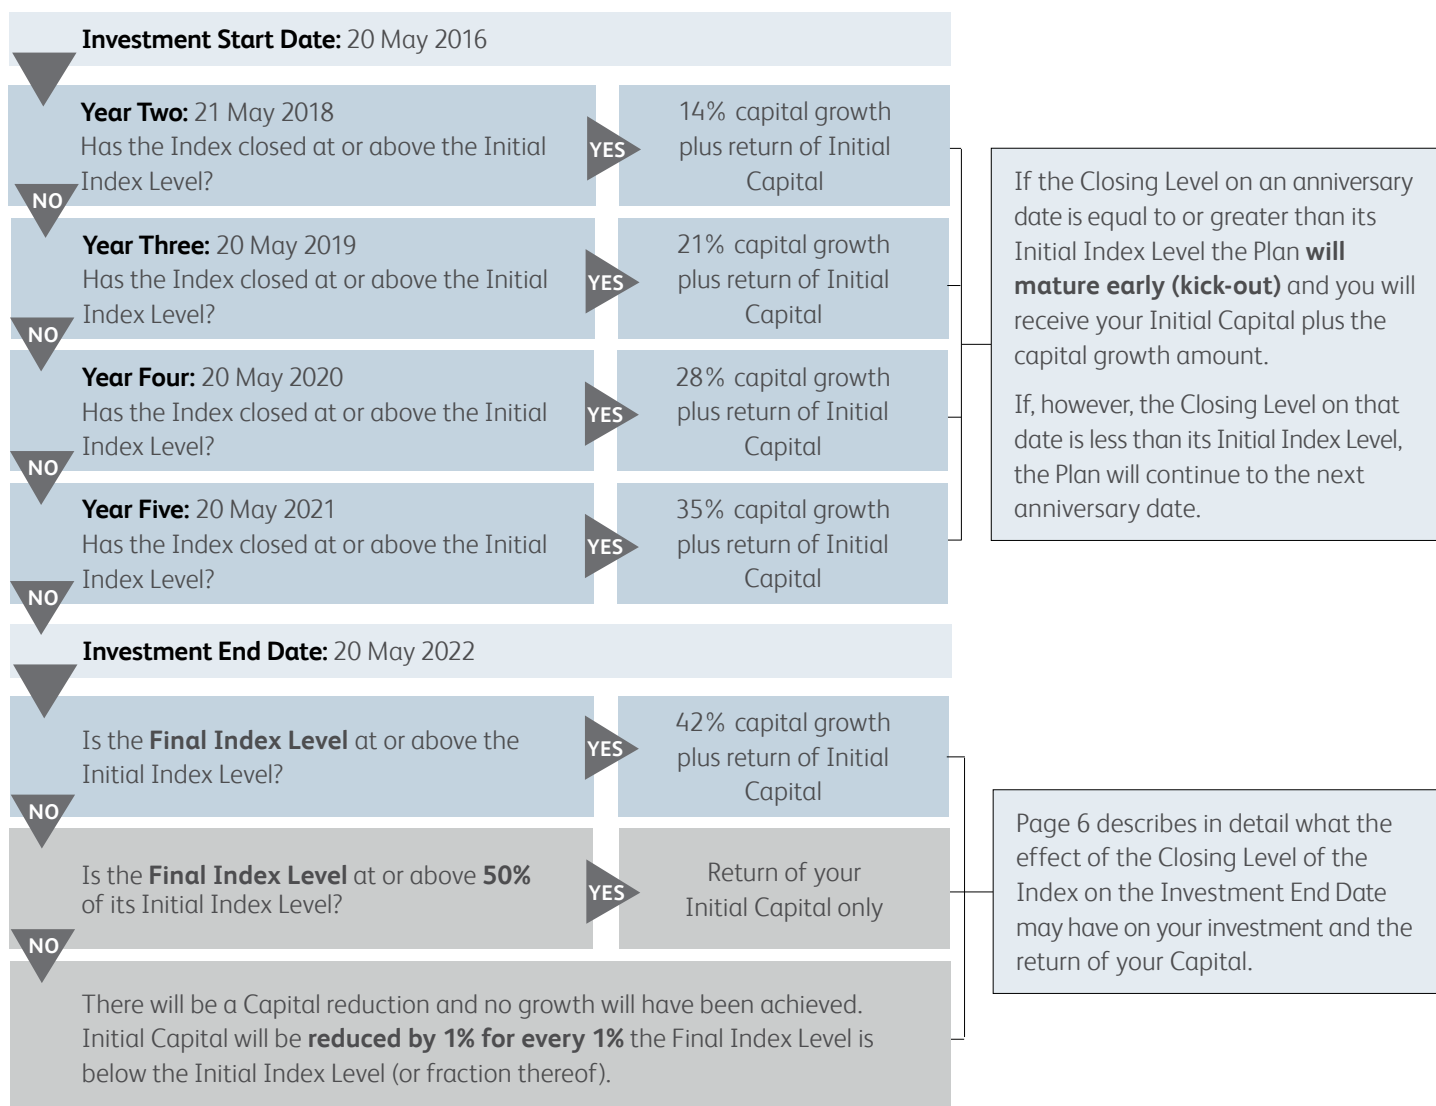 Investment Start Date: 20 May 2016
Year Two: 21 May 2018
Has the Index closed at or above the Initial
Index Level?
YES
14% capital growth
plus return of Initial
Capital
NO
Year Three: 20 May 2019
Has the Index closed at or above the Initial
Index Level?
YES
21% capital growth
plus return of Initial
Capital
NO
Year Four: 20 May 2020
Has the Index closed at or above the Initial
Index Level?
YES
28% capital growth
plus return of Initial
Capital
NO
Year Five: 20 May 2021
Has the Index closed at or above the Initial
Index Level?
YES
35% capital growth
plus return of Initial
Capital
NO
If the Closing Level on an anniversary
date is equal to or greater than its
Initial Index Level the Plan will
mature early (kick-out) and you will
receive your Initial Capital plus the
capital growth amount.
If, however, the Closing Level on that
date is less than its Initial Index Level,
the Plan will continue to the next
anniversary date.
Investment End Date: 20 May 2022
Is the Final Index Level at or above the
Initial Index Level?
YES
42% capital growth
plus return of Initial
Capital
NO
Is the Final Index Level at or above 50%
of its Initial Index Level?
YES
Return of your
Initial Capital only
NO
There will be a Capital reduction and no growth will have been achieved.
Initial Capital will be reduced by 1% for every 1% the Final Index Level is
below the Initial Index Level (or fraction thereof).
Page 6 describes in detail what the
effect of the Closing Level of the
Index on the Investment End Date
may have on your investment and the
return of your Capital.